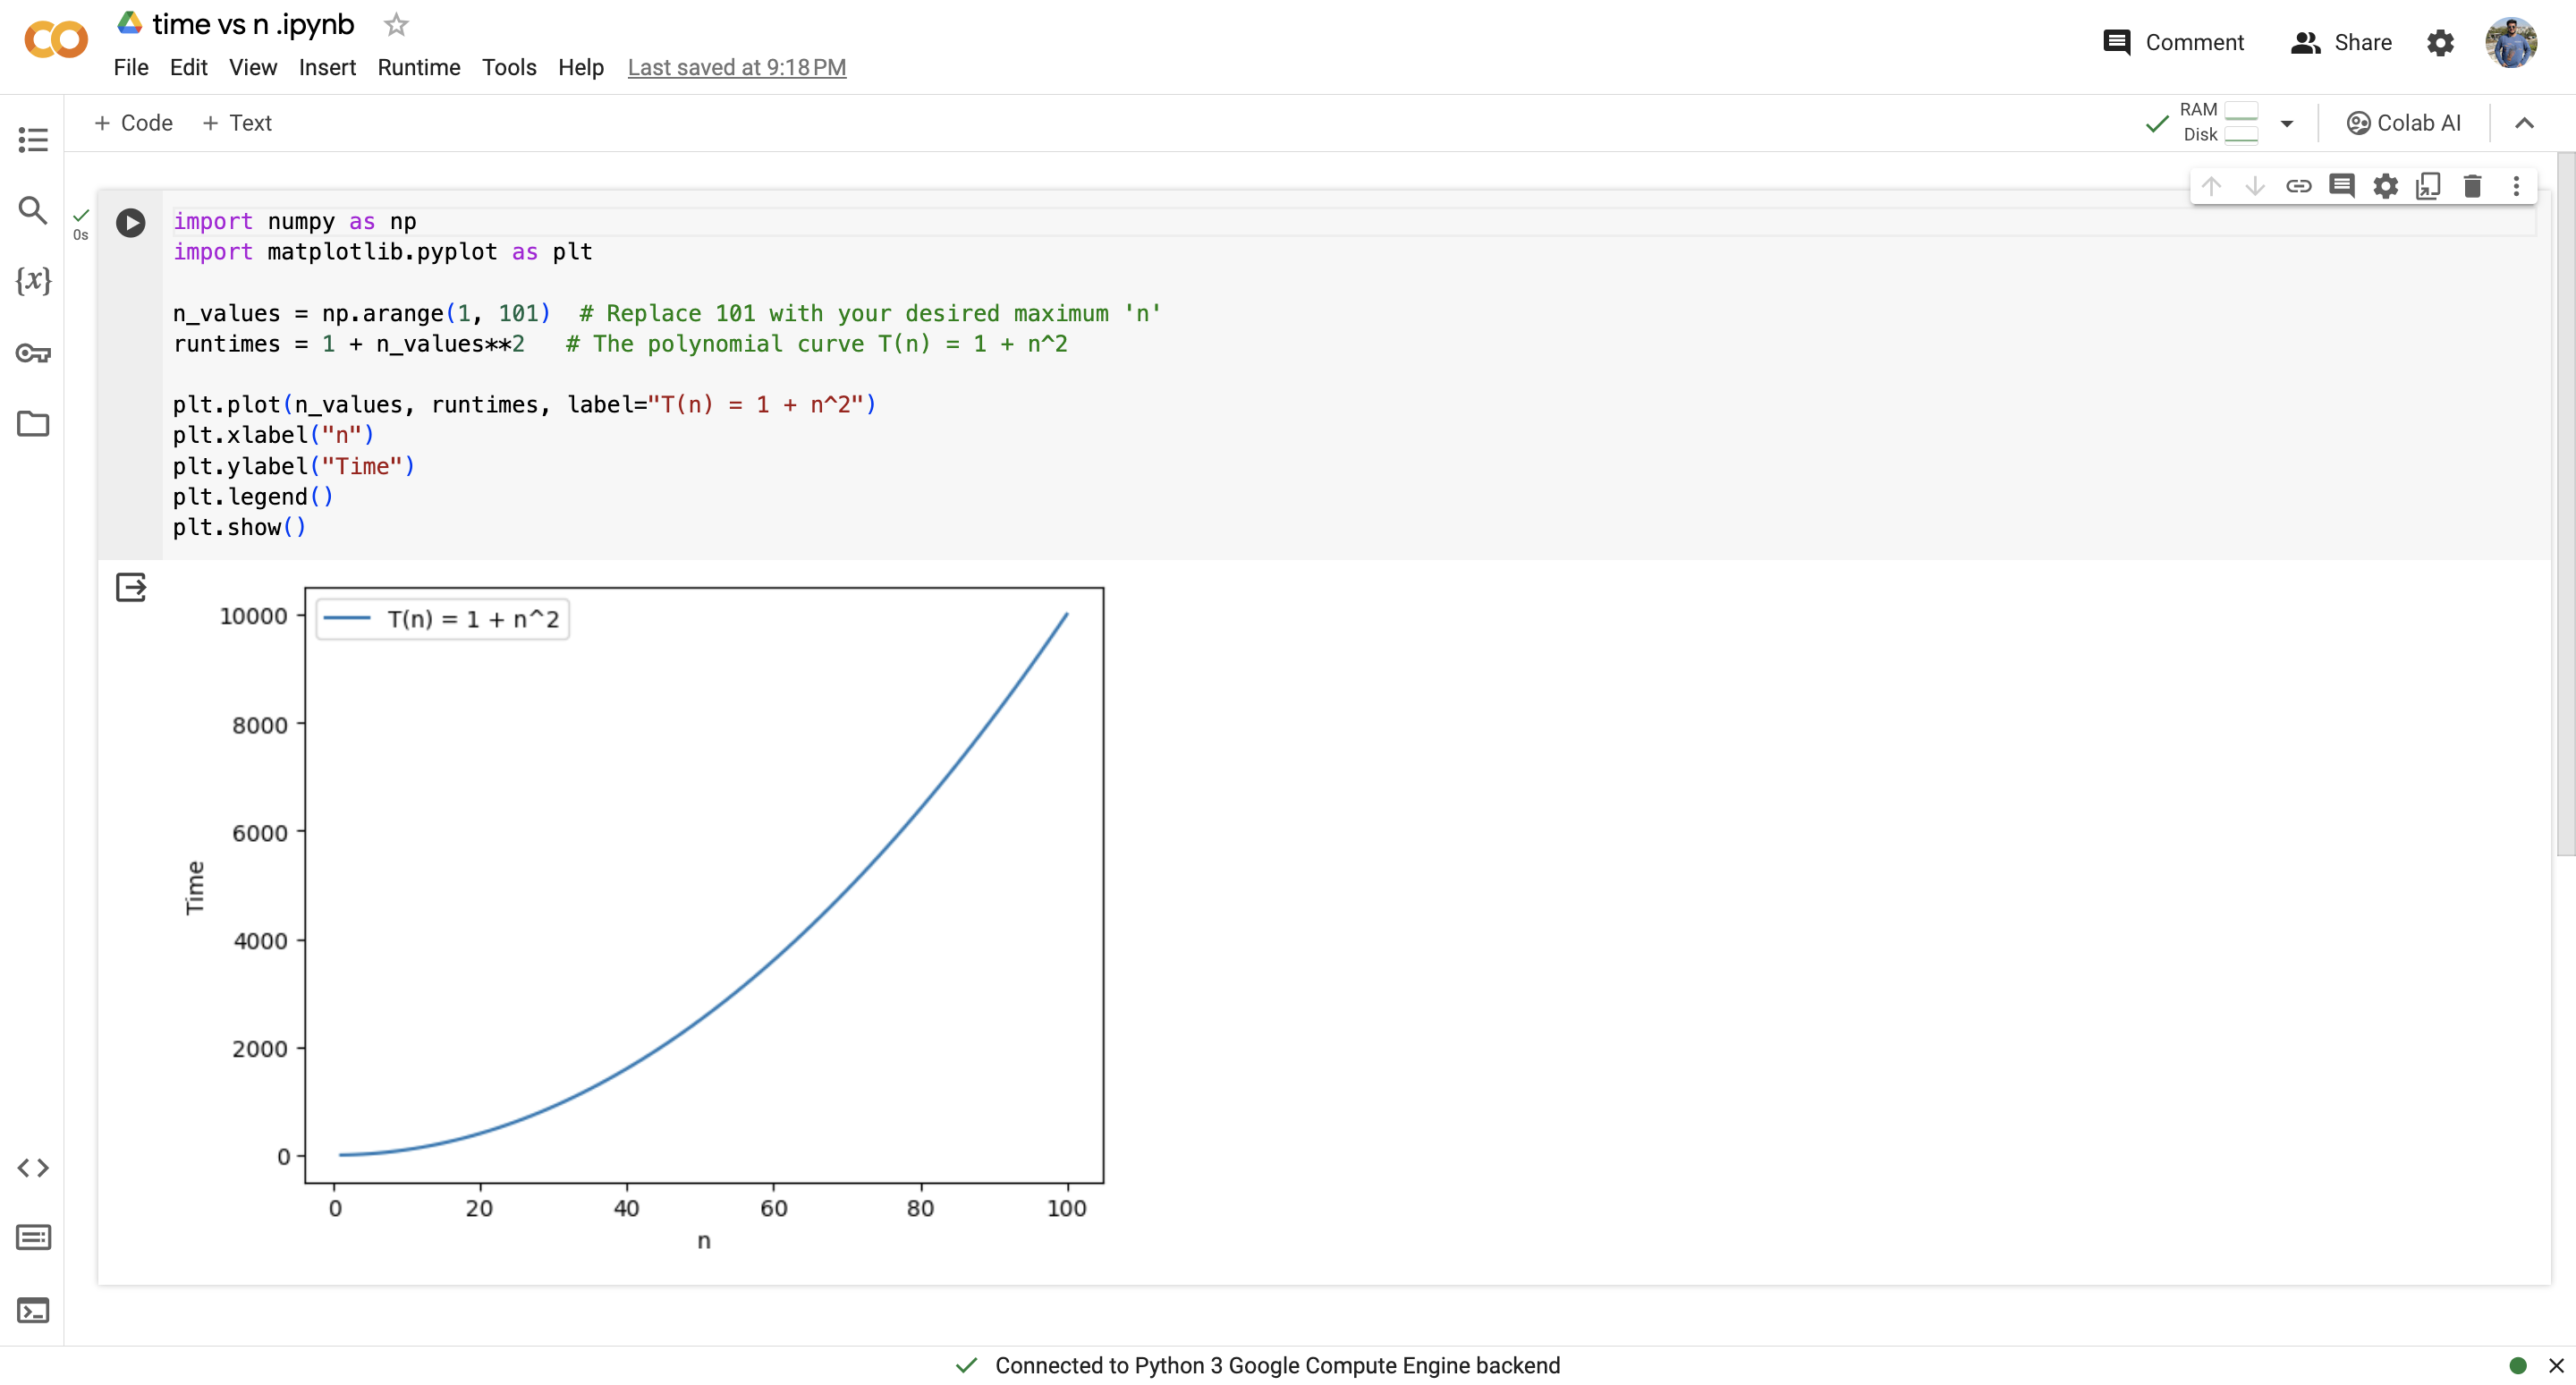 time vs n .ipynb
File Edit View Insert Runtime Tools Help Last saved at 9:18 PM
Comment Share
+ Code + Text
RAM
Disk
Colab AI
{x}
0s
import numpy as np
import matplotlib.pyplot as plt
n_values = np.arange(1, 101)  # Replace 101 with your desired maximum 'n'
runtimes = 1 + n_values**2   # The polynomial curve T(n) = 1 + n^2
plt.plot(n_values, runtimes, label="T(n) = 1 + n^2")
plt.xlabel("n")
plt.ylabel("Time")
plt.legend()
plt.show()
T(n) = 1 + n^2
10000
8000
6000
4000
2000
0
Time
0 20 40 60 80 100
n
Connected to Python 3 Google Compute Engine backend